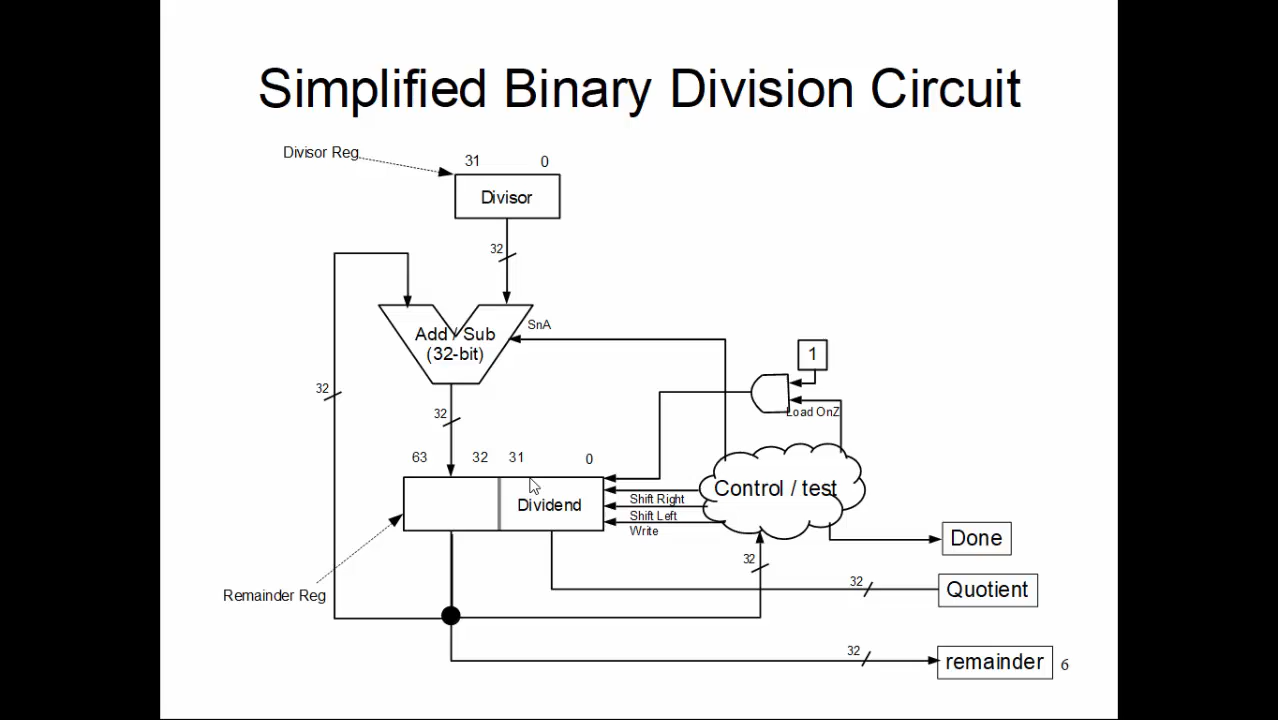 Simplified Binary Division Circuit
Divisor Reg
31 0
Divisor
32
Add / Sub
(32-bit)
SnA
1
Load OnZ
32
32
63 32 31 0
Dividend
Control / test
Shift Right
Shift Left
Write
Done
32
32
Quotient
Remainder Reg
32
remainder
6